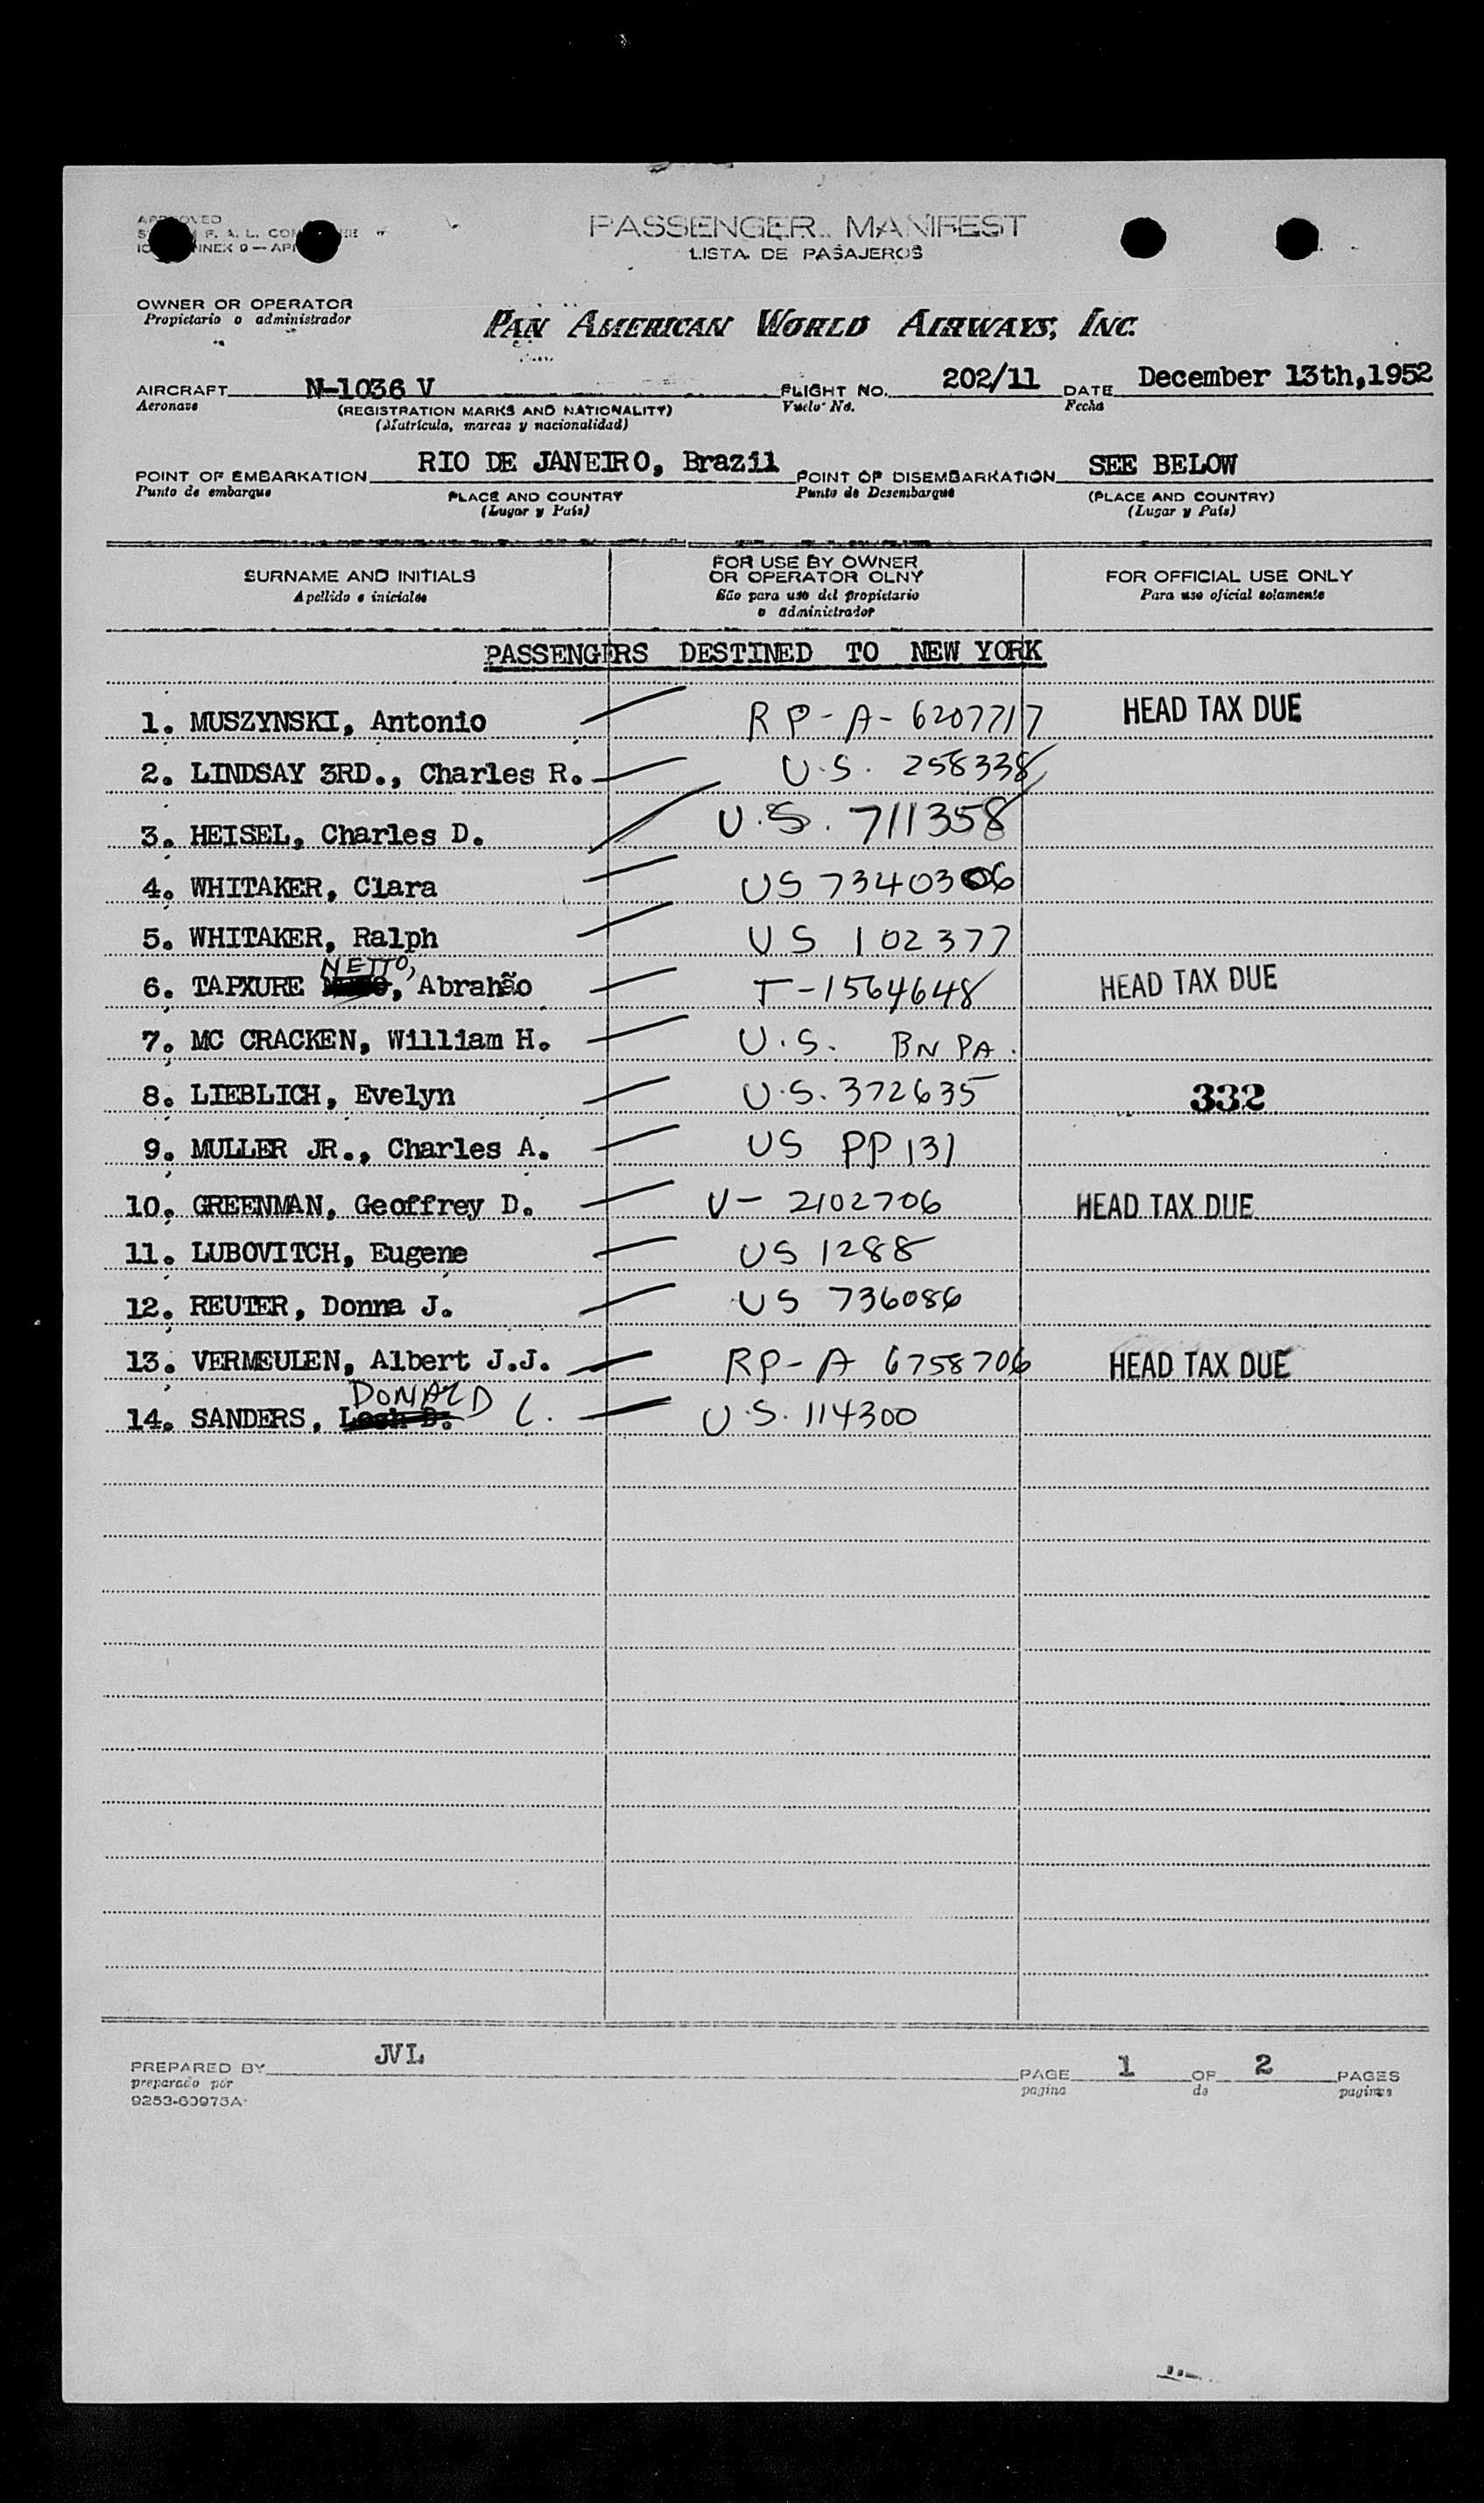 PASSENGER MANIFEST
LISTA DE PASAJEROS
OWNER OR OPERATOR
Propietario o administrador
PAN AMERICAN WORLD AIRWAYS, INC.
AIRCRAFT N-1036 V FLIGHT NO. 202/11 DATE December 13th,1952
Aeronave (REGISTRATION MARKS AND NATIONALITY) Vuelo No. Fecha
(Matricula, marcas y nacionalidad)
POINT OF EMBARKATION RIO DE JANEIRO, Brazil POINT OF DISEMBARKATION SEE BELOW
Punto de embarque PLACE AND COUNTRY Punto de Desembarque (PLACE AND COUNTRY)
(Lugar y País) (Lugar y País)
SURNAME AND INITIALS
Apellido e iniciales
FOR USE BY OWNER
OR OPERATOR OLNY
Sáo para uso del propietario
o administrador
FOR OFFICIAL USE ONLY
Para uso oficial solamente
PASSENGERS DESTINED TO NEW YORK
1. MUSZYNSKI, Antonio RP-A-6207717 HEAD TAX DUE
2. LINDSAY 3RD., Charles R. U.S. 258338
3. HEISEL, Charles D. U.S. 711358
4. WHITAKER, Clara US 7340306
5. WHITAKER, Ralph US 102377
6. TAPXURE NETTO, Abrahão T-1564648 HEAD TAX DUE
7. MC CRACKEN, William H. U.S. BN PA.
8. LIEBLICH, Evelyn U.S. 372635 332
9. MULLER JR., Charles A. US PP 131
10. GREENMAN, Geoffrey D. V- 2102706 HEAD TAX DUE
11. LUBOVITCH, Eugene US 1288
12. REUTER, Donna J. US 736086
13. VERMEULEN, Albert J.J. RP-A 6758706 HEAD TAX DUE
14. SANDERS, DONALD C. U.S. 114300
PREPARED BY JVL PAGE 1 OF 2 PAGES
preparado por pagina de paginas
9253-60975A